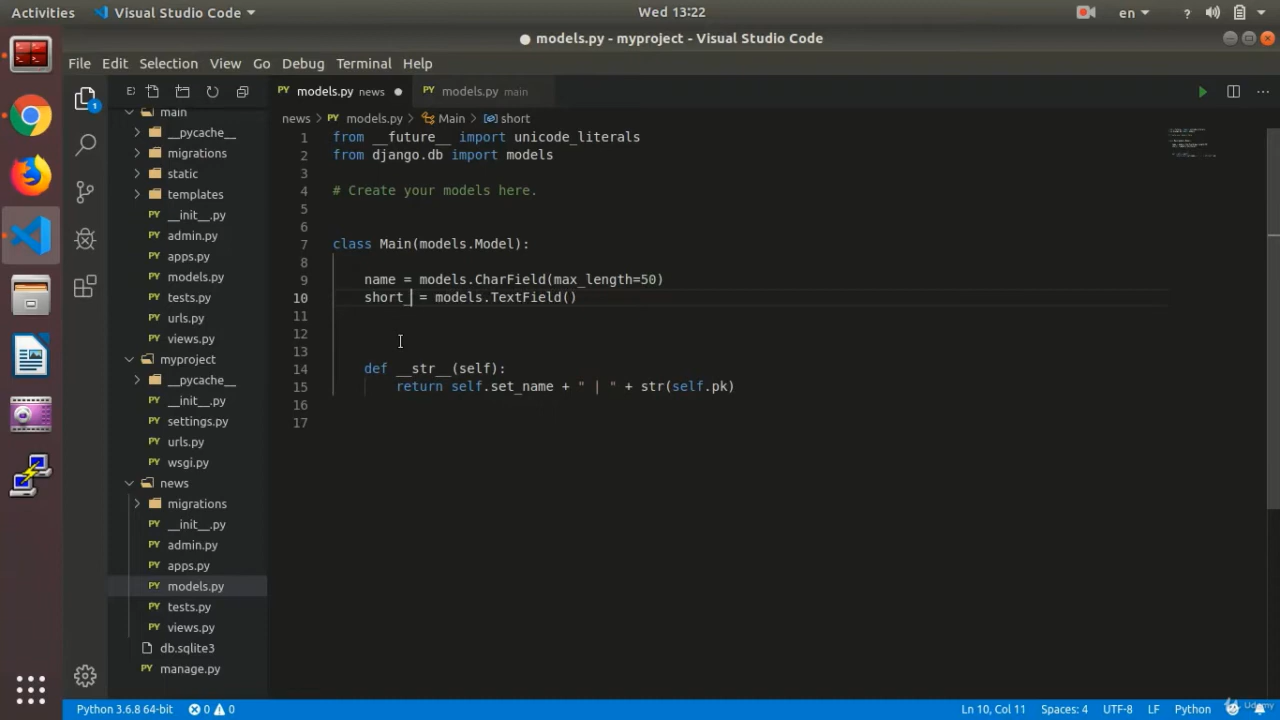 Activities Visual Studio Code Wed 13:22 en ?
models.py - myproject - Visual Studio Code
File Edit Selection View Go Debug Terminal Help
models.py news models.py main
news > models.py > Main > short
main
__pycache__
migrations
static
templates
__init__.py
admin.py
apps.py
models.py
tests.py
urls.py
views.py
myproject
__pycache__
__init__.py
settings.py
urls.py
wsgi.py
news
migrations
__init__.py
admin.py
apps.py
models.py
tests.py
views.py
db.sqlite3
manage.py
1 from __future__ import unicode_literals
2 from django.db import models
3
4 # Create your models here.
5
6
7 class Main(models.Model):
8
9 name = models.CharField(max_length=50)
10 short_ = models.TextField()
11
12
13
14 def __str__(self):
15 return self.set_name + " | " + str(self.pk)
16
17
1
Python 3.6.8 64-bit 0 0 Ln 10, Col 11 Spaces: 4 UTF-8 LF Python
Udemy